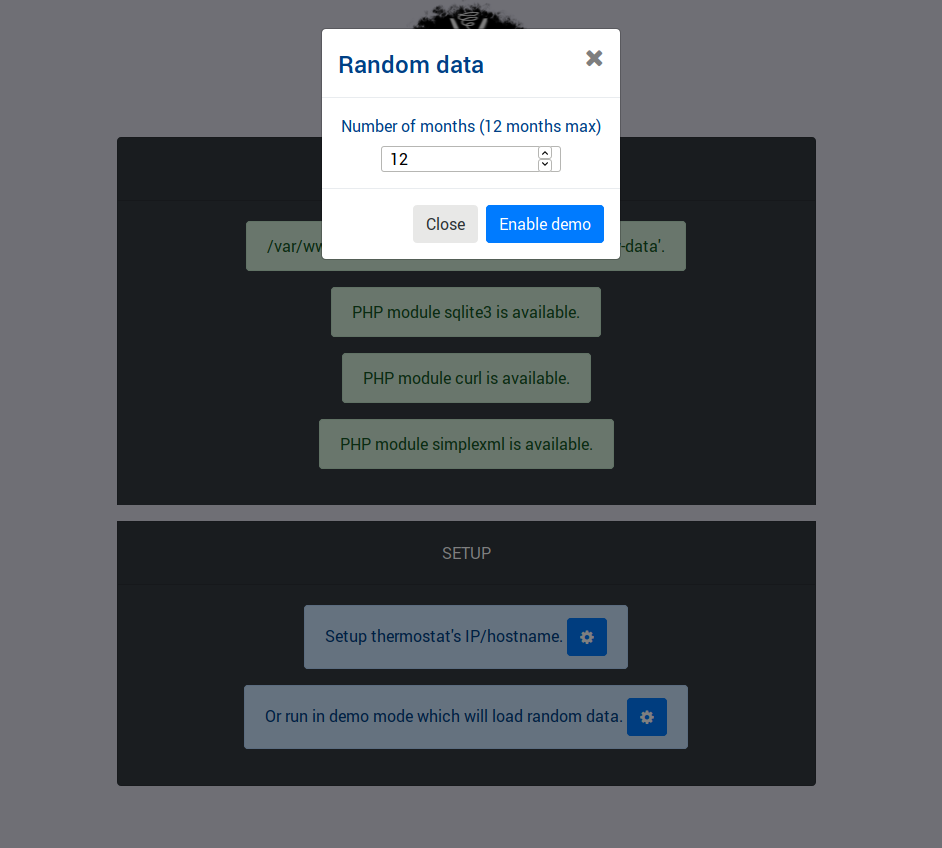 Random data
Number of months (12 months max)
12
Close
Enable demo
/var/ww
-data'.
PHP module sqlite3 is available.
PHP module curl is available.
PHP module simplexml is available.
SETUP
Setup thermostat's IP/hostname.
Or run in demo mode which will load random data.